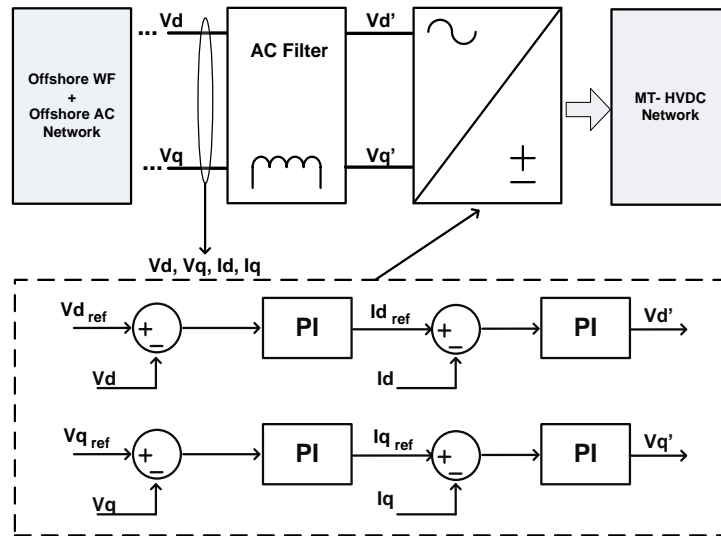 ... Vd
Vd'
Offshore WF
+
Offshore AC
Network
AC Filter
MT- HVDC
Network
... Vq
Vq'
+
−
Vd, Vq, Id, Iq
Vd ref
+
−
PI
Id ref
+
−
PI
Vd'
Vd
Id
Vq ref
+
−
PI
Iq ref
+
−
PI
Vq'
Vq
Iq